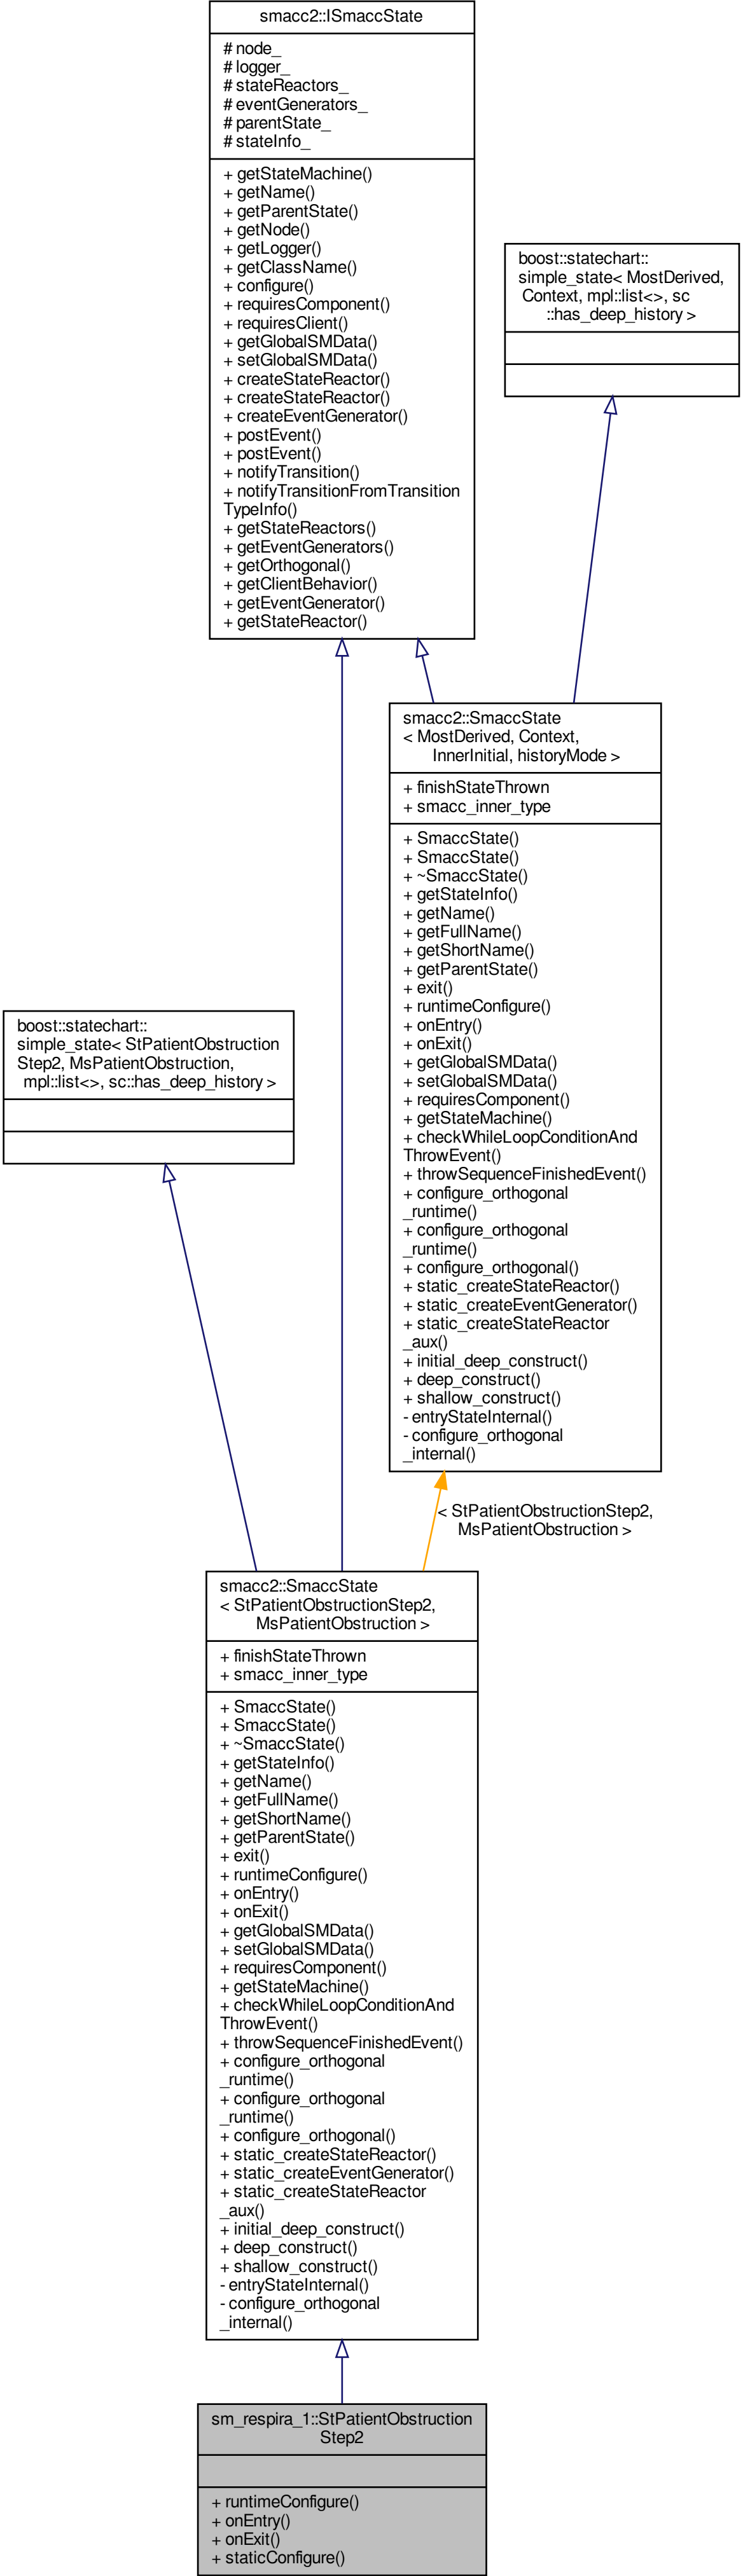 smacc2::ISmaccState
# node_
# logger_
# stateReactors_
# eventGenerators_
# parentState_
# stateInfo_
+ getStateMachine()
+ getName()
+ getParentState()
+ getNode()
+ getLogger()
+ getClassName()
+ configure()
+ requiresComponent()
+ requiresClient()
+ getGlobalSMData()
+ setGlobalSMData()
+ createStateReactor()
+ createStateReactor()
+ createEventGenerator()
+ postEvent()
+ postEvent()
+ notifyTransition()
+ notifyTransitionFromTransition
TypeInfo()
+ getStateReactors()
+ getEventGenerators()
+ getOrthogonal()
+ getClientBehavior()
+ getEventGenerator()
+ getStateReactor()
boost::statechart::
simple_state< MostDerived,
Context, mpl::list<>, sc
::has_deep_history >
smacc2::SmaccState
< MostDerived, Context,
InnerInitial, historyMode >
+ finishStateThrown
+ smacc_inner_type
+ SmaccState()
+ SmaccState()
+ ~SmaccState()
+ getStateInfo()
+ getName()
+ getFullName()
+ getShortName()
+ getParentState()
+ exit()
+ runtimeConfigure()
+ onEntry()
+ onExit()
+ getGlobalSMData()
+ setGlobalSMData()
+ requiresComponent()
+ getStateMachine()
+ checkWhileLoopConditionAnd
ThrowEvent()
+ throwSequenceFinishedEvent()
+ configure_orthogonal
_runtime()
+ configure_orthogonal
_runtime()
+ configure_orthogonal()
+ static_createStateReactor()
+ static_createEventGenerator()
+ static_createStateReactor
_aux()
+ initial_deep_construct()
+ deep_construct()
+ shallow_construct()
- entryStateInternal()
- configure_orthogonal
_internal()
boost::statechart::
simple_state< StPatientObstruction
Step2, MsPatientObstruction,
mpl::list<>, sc::has_deep_history >
< StPatientObstructionStep2,
MsPatientObstruction >
smacc2::SmaccState
< StPatientObstructionStep2,
MsPatientObstruction >
+ finishStateThrown
+ smacc_inner_type
+ SmaccState()
+ SmaccState()
+ ~SmaccState()
+ getStateInfo()
+ getName()
+ getFullName()
+ getShortName()
+ getParentState()
+ exit()
+ runtimeConfigure()
+ onEntry()
+ onExit()
+ getGlobalSMData()
+ setGlobalSMData()
+ requiresComponent()
+ getStateMachine()
+ checkWhileLoopConditionAnd
ThrowEvent()
+ throwSequenceFinishedEvent()
+ configure_orthogonal
_runtime()
+ configure_orthogonal
_runtime()
+ configure_orthogonal()
+ static_createStateReactor()
+ static_createEventGenerator()
+ static_createStateReactor
_aux()
+ initial_deep_construct()
+ deep_construct()
+ shallow_construct()
- entryStateInternal()
- configure_orthogonal
_internal()
sm_respira_1::StPatientObstruction
Step2
+ runtimeConfigure()
+ onEntry()
+ onExit()
+ staticConfigure()